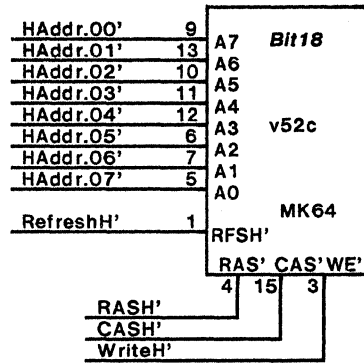 HAddr.00' 9 A7 Bit18
HAddr.01' 13 A6
HAddr.02' 10 A5
HAddr.03' 11 A4
HAddr.04' 12 A3 v52c
HAddr.05' 6 A2
HAddr.06' 7 A1
HAddr.07' 5 A0
MK64
RefreshH' 1 RFSH'
RAS' CAS' WE'
4 15 3
RASH'
CASH'
WriteH'